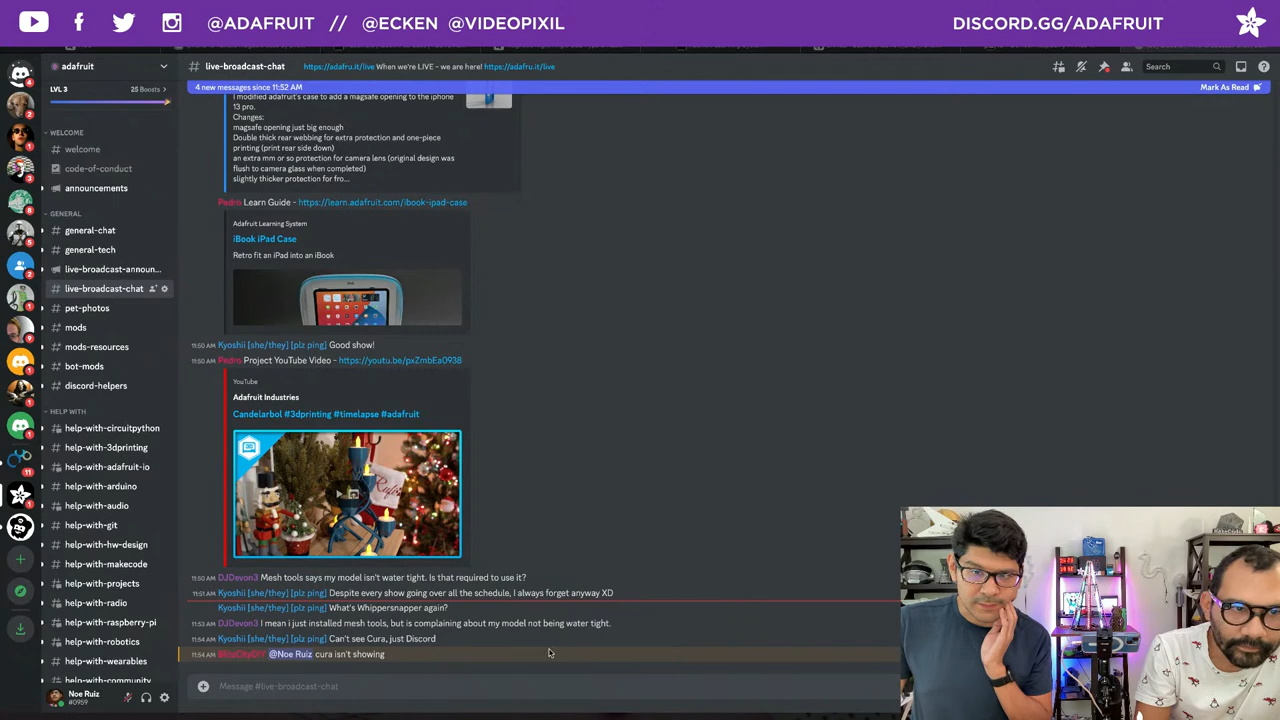 @ADAFRUIT // @ECKEN @VIDEOPIXIL
DISCORD.GG/ADAFRUIT
adafruit
LVL 3
25 Boosts
WELCOME
welcome
code-of-conduct
announcements
GENERAL
general-chat
general-tech
live-broadcast-announ...
live-broadcast-chat
pet-photos
mods
mods-resources
bot-mods
discord-helpers
HELP WITH
help-with-circuitpython
help-with-3dprinting
help-with-adafruit-io
help-with-arduino
help-with-audio
help-with-git
help-with-hw-design
help-with-makecode
help-with-projects
help-with-radio
help-with-raspberry-pi
help-with-robotics
help-with-wearables
Noe Ruiz
#0959
live-broadcast-chat
https://adafru.it/live When we're LIVE - we are here! https://adafru.it/live
Search
4 new messages since 11:52 AM
Mark As Read
I modified adafruit's case to add a magsafe opening to the iphone
13 pro.
Changes:
magsafe opening just big enough
Double thick rear webbing for extra protection and one-piece
printing (print rear side down)
an extra mm or so protection for camera lens (original design was
flush to camera glass when completed)
slightly thicker protection for fro...
Pedro Learn Guide - https://learn.adafruit.com/ibook-ipad-case
Adafruit Learning System
iBook iPad Case
Retro fit an iPad into an iBook
11:50 AM Kyoshii [she/they] [plz ping] Good show!
11:50 AM Pedro Project YouTube Video - https://youtu.be/pxZmbEa0938
YouTube
Adafruit Industries
Candelarbol #3dprinting #timelapse #adafruit
11:50 AM DJDevon3 Mesh tools says my model isn't water tight. Is that required to use it?
11:51 AM Kyoshii [she/they] [plz ping] Despite every show going over all the schedule, I always forget anyway XD
Kyoshii [she/they] [plz ping] What's Whippersnapper again?
11:53 AM DJDevon3 I mean i just installed mesh tools, but is complaining about my model not being water tight.
11:54 AM Kyoshii [she/they] [plz ping] Can't see Cura, just Discord
11:54 AM BlitzCityDIY @Noe Ruiz cura isn't showing
Message #live-broadcast-chat